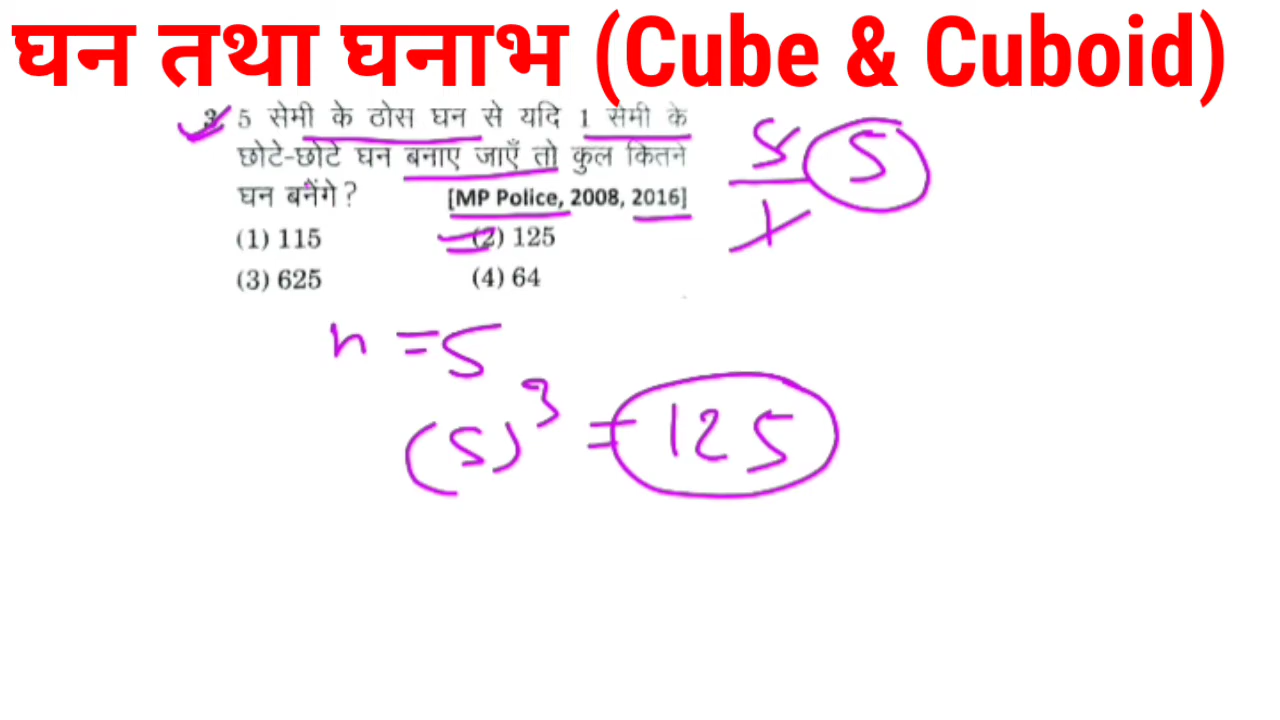 घन तथा घनाभ (Cube & Cuboid)
3. 5 सेमी के ठोस घन से यदि 1 सेमी के
छोटे-छोटे घन बनाए जाएँ तो कुल कितने
घन बनेंगे? [MP Police, 2008, 2016]
(1) 115 (2) 125
(3) 625 (4) 64
5
1
5
n = 5
(5)³ = 125